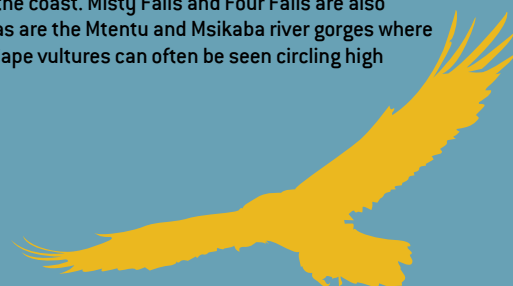 the coast. Misty Falls and Four Falls are also
as are the Mtentu and Msikaba river gorges where
ape vultures can often be seen circling high